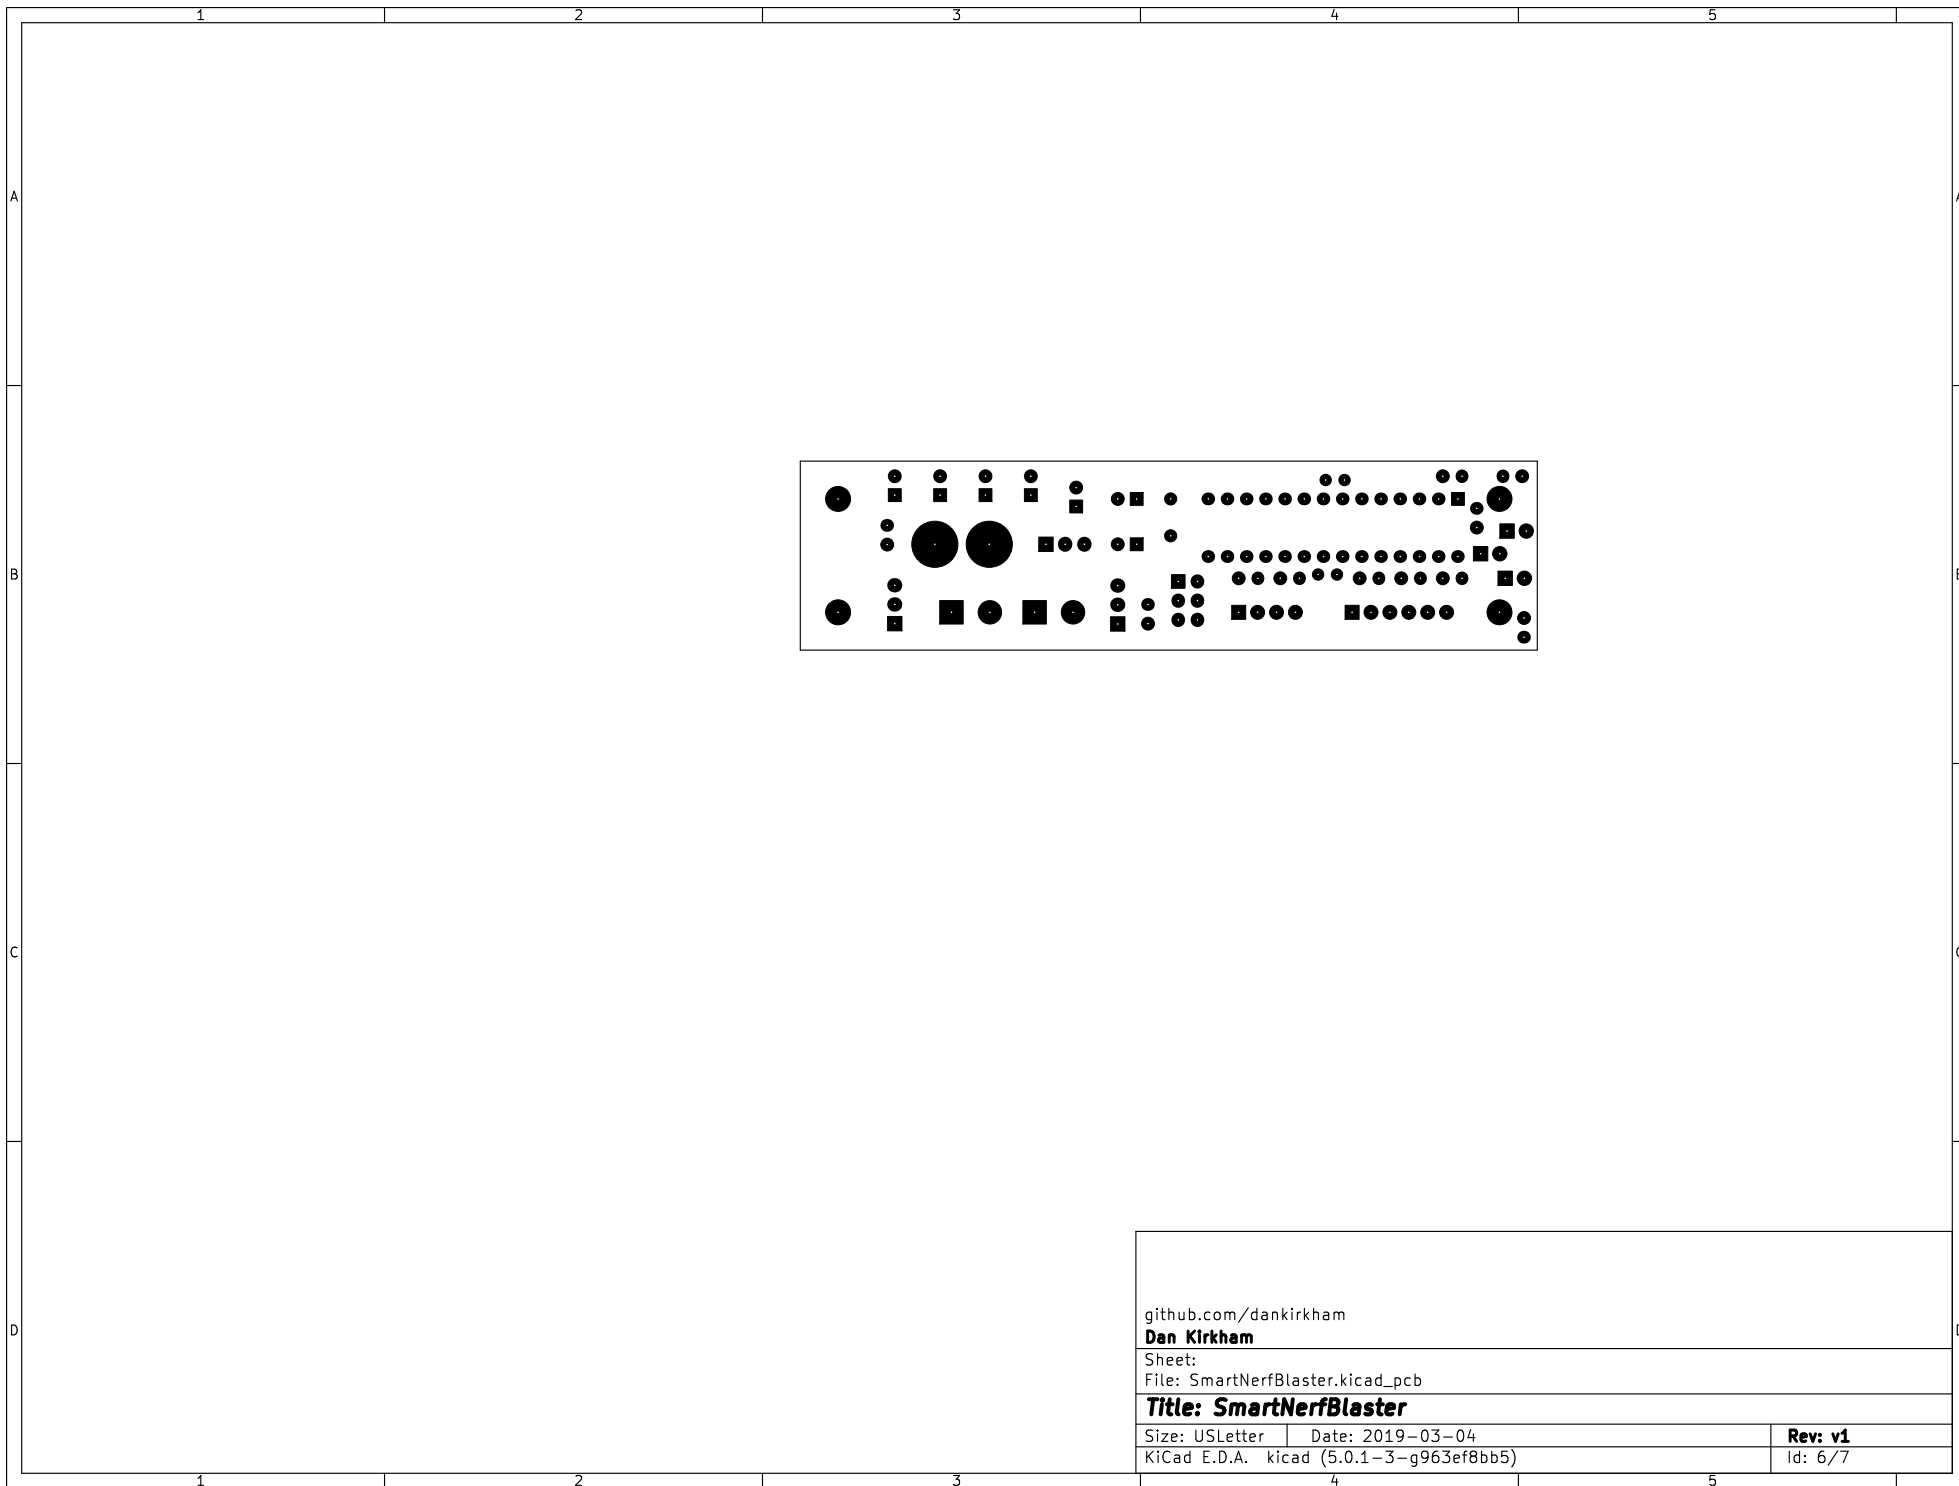 1 2 3 4 5
A A
B B
C C
D D
github.com/dankirkham
Dan Kirkham
Sheet:
File: SmartNerfBlaster.kicad_pcb
Title: SmartNerfBlaster
Size: USLetter Date: 2019-03-04 Rev: v1
KiCad E.D.A. kicad (5.0.1-3-g963ef8bb5) Id: 6/7
1 2 3 4 5